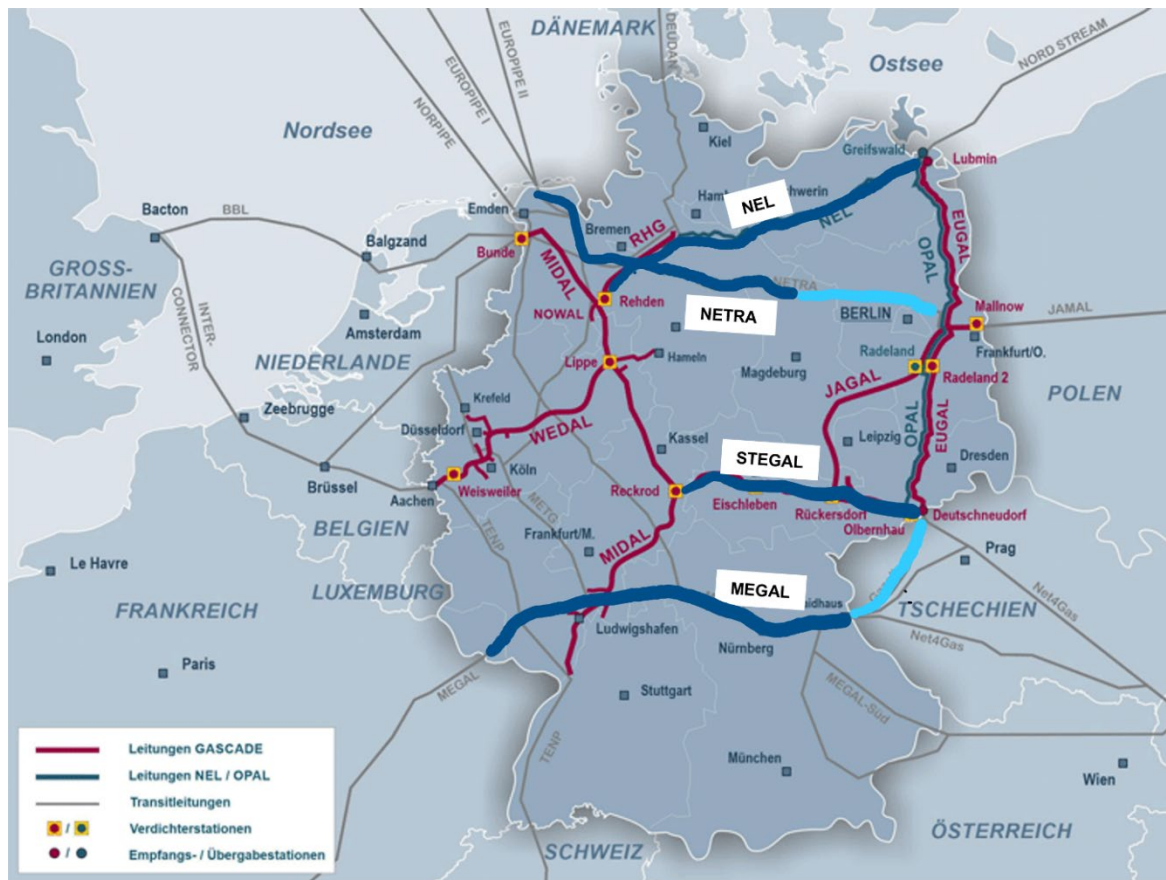 DÄNEMARK
DEUDAN
EUROPIPE II
EUROPIPE I
NORPIPE
NORD STREAM
Ostsee
Nordsee
Kiel
Greifswald
Lubmin
NEL
NEL
Emden
Bremen
RHG
Bacton
BBL
Balgzand
Bunde
MIDAL
EUGAL
OPAL
GROSS-
BRITANNIEN
INTER-
CONNECTOR
Rehden
NETRA
NETRA
NOWAL
BERLIN
Mallnow
JAMAL
London
Amsterdam
Frankfurt/O.
NIEDERLANDE
Lippe
Hameln
Magdeburg
Radeland
Radeland 2
JAGAL
POLEN
Zeebrugge
Krefeld
Düsseldorf
WEDAL
Kassel
Leipzig
OPAL
EUGAL
Dresden
STEGAL
Brüssel
Aachen
Weisweiler
Köln
Reckrod
Eischleben
Rückersdorf
Olbernhau
Deutschneudorf
BELGIEN
METG
TENP
Frankfurt/M.
MIDAL
Prag
Le Havre
LUXEMBURG
MEGAL
TSCHECHIEN
Net4Gas
FRANKREICH
Ludwigshafen
Nürnberg
Net4Gas
Paris
MEGAL
Stuttgart
MEGAL-Süd
TENP
München
Wien
SCHWEIZ
ÖSTERREICH
Leitungen GASCADE
Leitungen NEL / OPAL
Transitleitungen
/ Verdichterstationen
/ Empfangs- / Übergabestationen